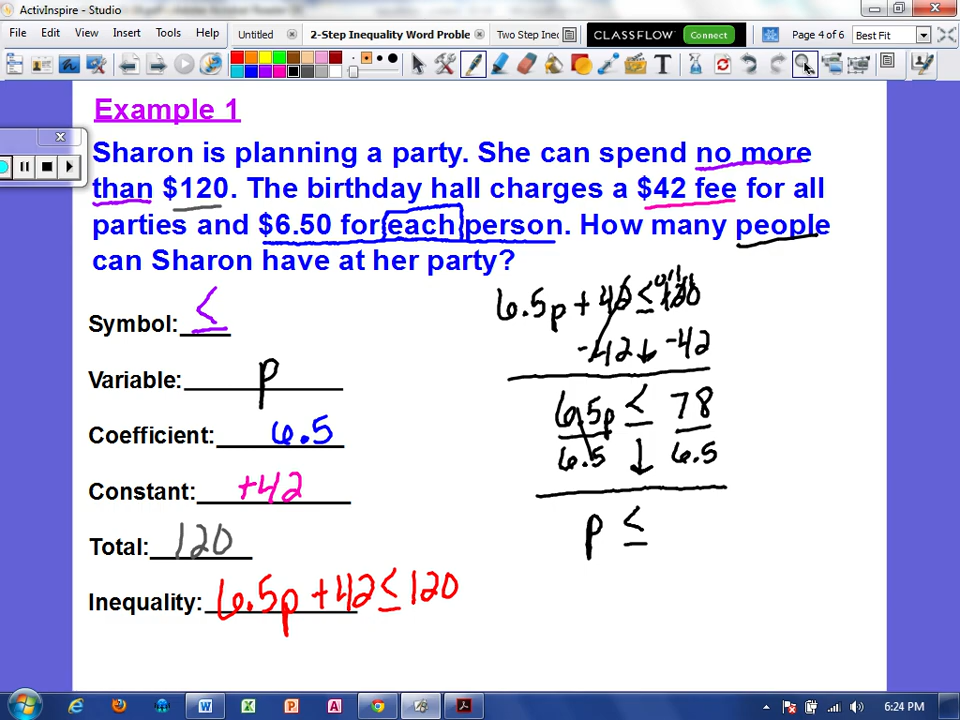 ActivInspire - Studio
File Edit View Insert Tools Help Untitled 2-Step Inequality Word Proble Two Step Inec CLASSFLOW Connect Page 4 of 6 Best Fit
Example 1
Sharon is planning a party. She can spend no more
than $120. The birthday hall charges a $42 fee for all
parties and $6.50 for each person. How many people
can Sharon have at her party?
Symbol: ≤
Variable: p
Coefficient: 6.5
Constant: +42
Total: 120
Inequality: 6.5p + 42 ≤ 120
6.5p + 42 ≤ 120
-42 ↓ -42
6.5p ≤ 78
6.5 ↓ 6.5
p ≤
6:24 PM